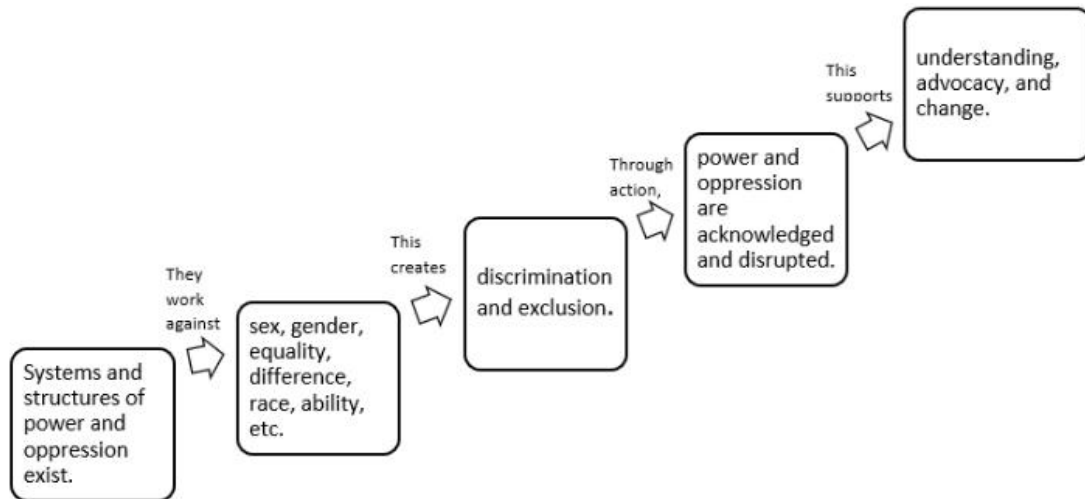 Systems and
structures of
power and
oppression
exist.
They
work
against
sex, gender,
equality,
difference,
race, ability,
etc.
This
creates
discrimination
and exclusion.
Through
action,
power and
oppression
are
acknowledged
and disrupted.
This
supports
understanding,
advocacy, and
change.